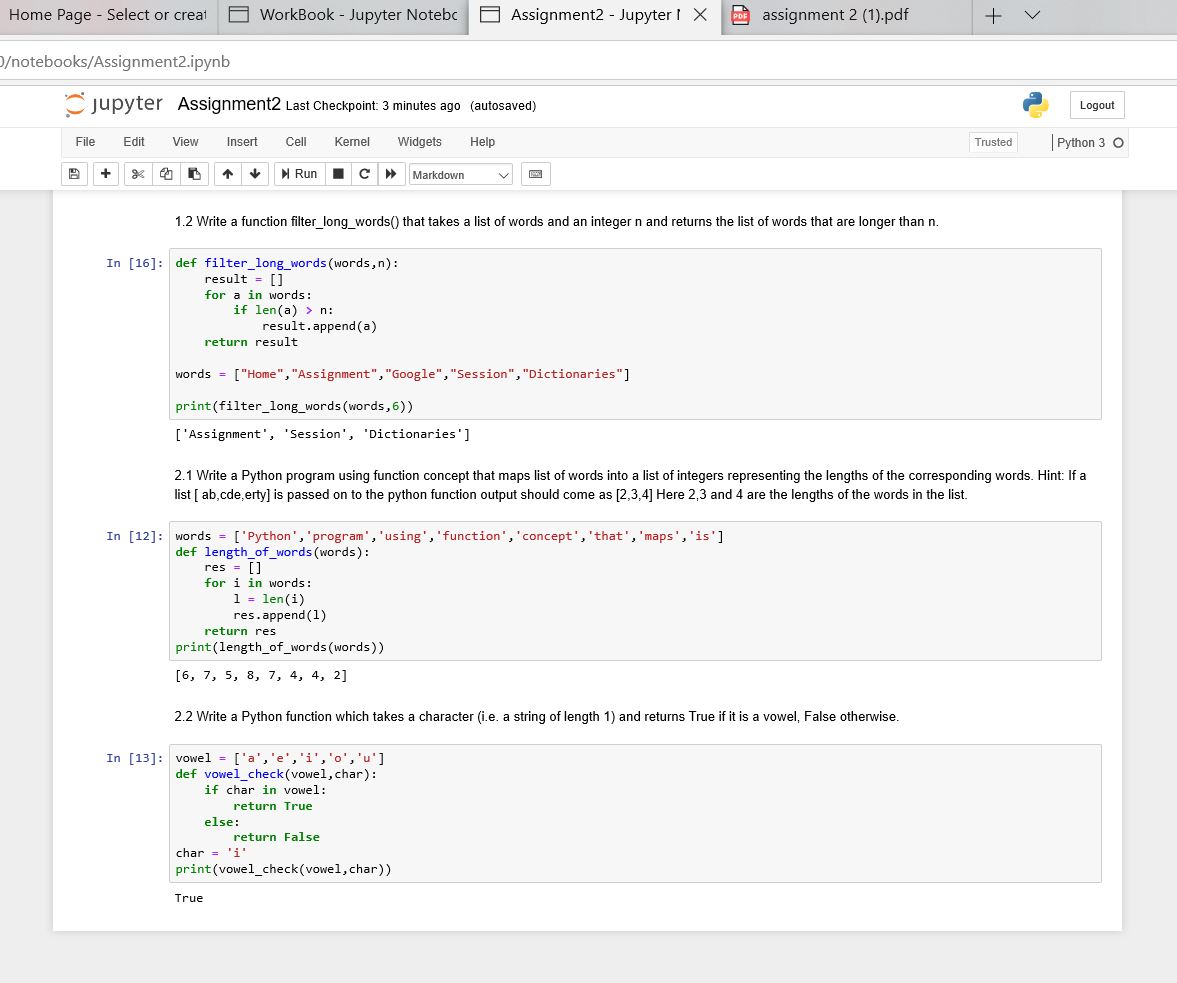 Home Page - Select or creat
WorkBook - Jupyter Notebc
Assignment2 - Jupyter N
assignment 2 (1).pdf
0/notebooks/Assignment2.ipynb
jupyter Assignment2 Last Checkpoint: 3 minutes ago (autosaved)
Logout
File Edit View Insert Cell Kernel Widgets Help
Trusted
Python 3
Run
Markdown
1.2 Write a function filter_long_words() that takes a list of words and an integer n and returns the list of words that are longer than n.
In [16]:
def filter_long_words(words,n):
    result = []
    for a in words:
        if len(a) > n:
            result.append(a)
    return result
words = ["Home","Assignment","Google","Session","Dictionaries"]
print(filter_long_words(words,6))
['Assignment', 'Session', 'Dictionaries']
2.1 Write a Python program using function concept that maps list of words into a list of integers representing the lengths of the corresponding words. Hint: If a
list [ ab,cde,erty] is passed on to the python function output should come as [2,3,4] Here 2,3 and 4 are the lengths of the words in the list.
In [12]:
words = ['Python','program','using','function','concept','that','maps','is']
def length_of_words(words):
    res = []
    for i in words:
        l = len(i)
        res.append(l)
    return res
print(length_of_words(words))
[6, 7, 5, 8, 7, 4, 4, 2]
2.2 Write a Python function which takes a character (i.e. a string of length 1) and returns True if it is a vowel, False otherwise.
In [13]:
vowel = ['a','e','i','o','u']
def vowel_check(vowel,char):
    if char in vowel:
        return True
    else:
        return False
char = 'i'
print(vowel_check(vowel,char))
True